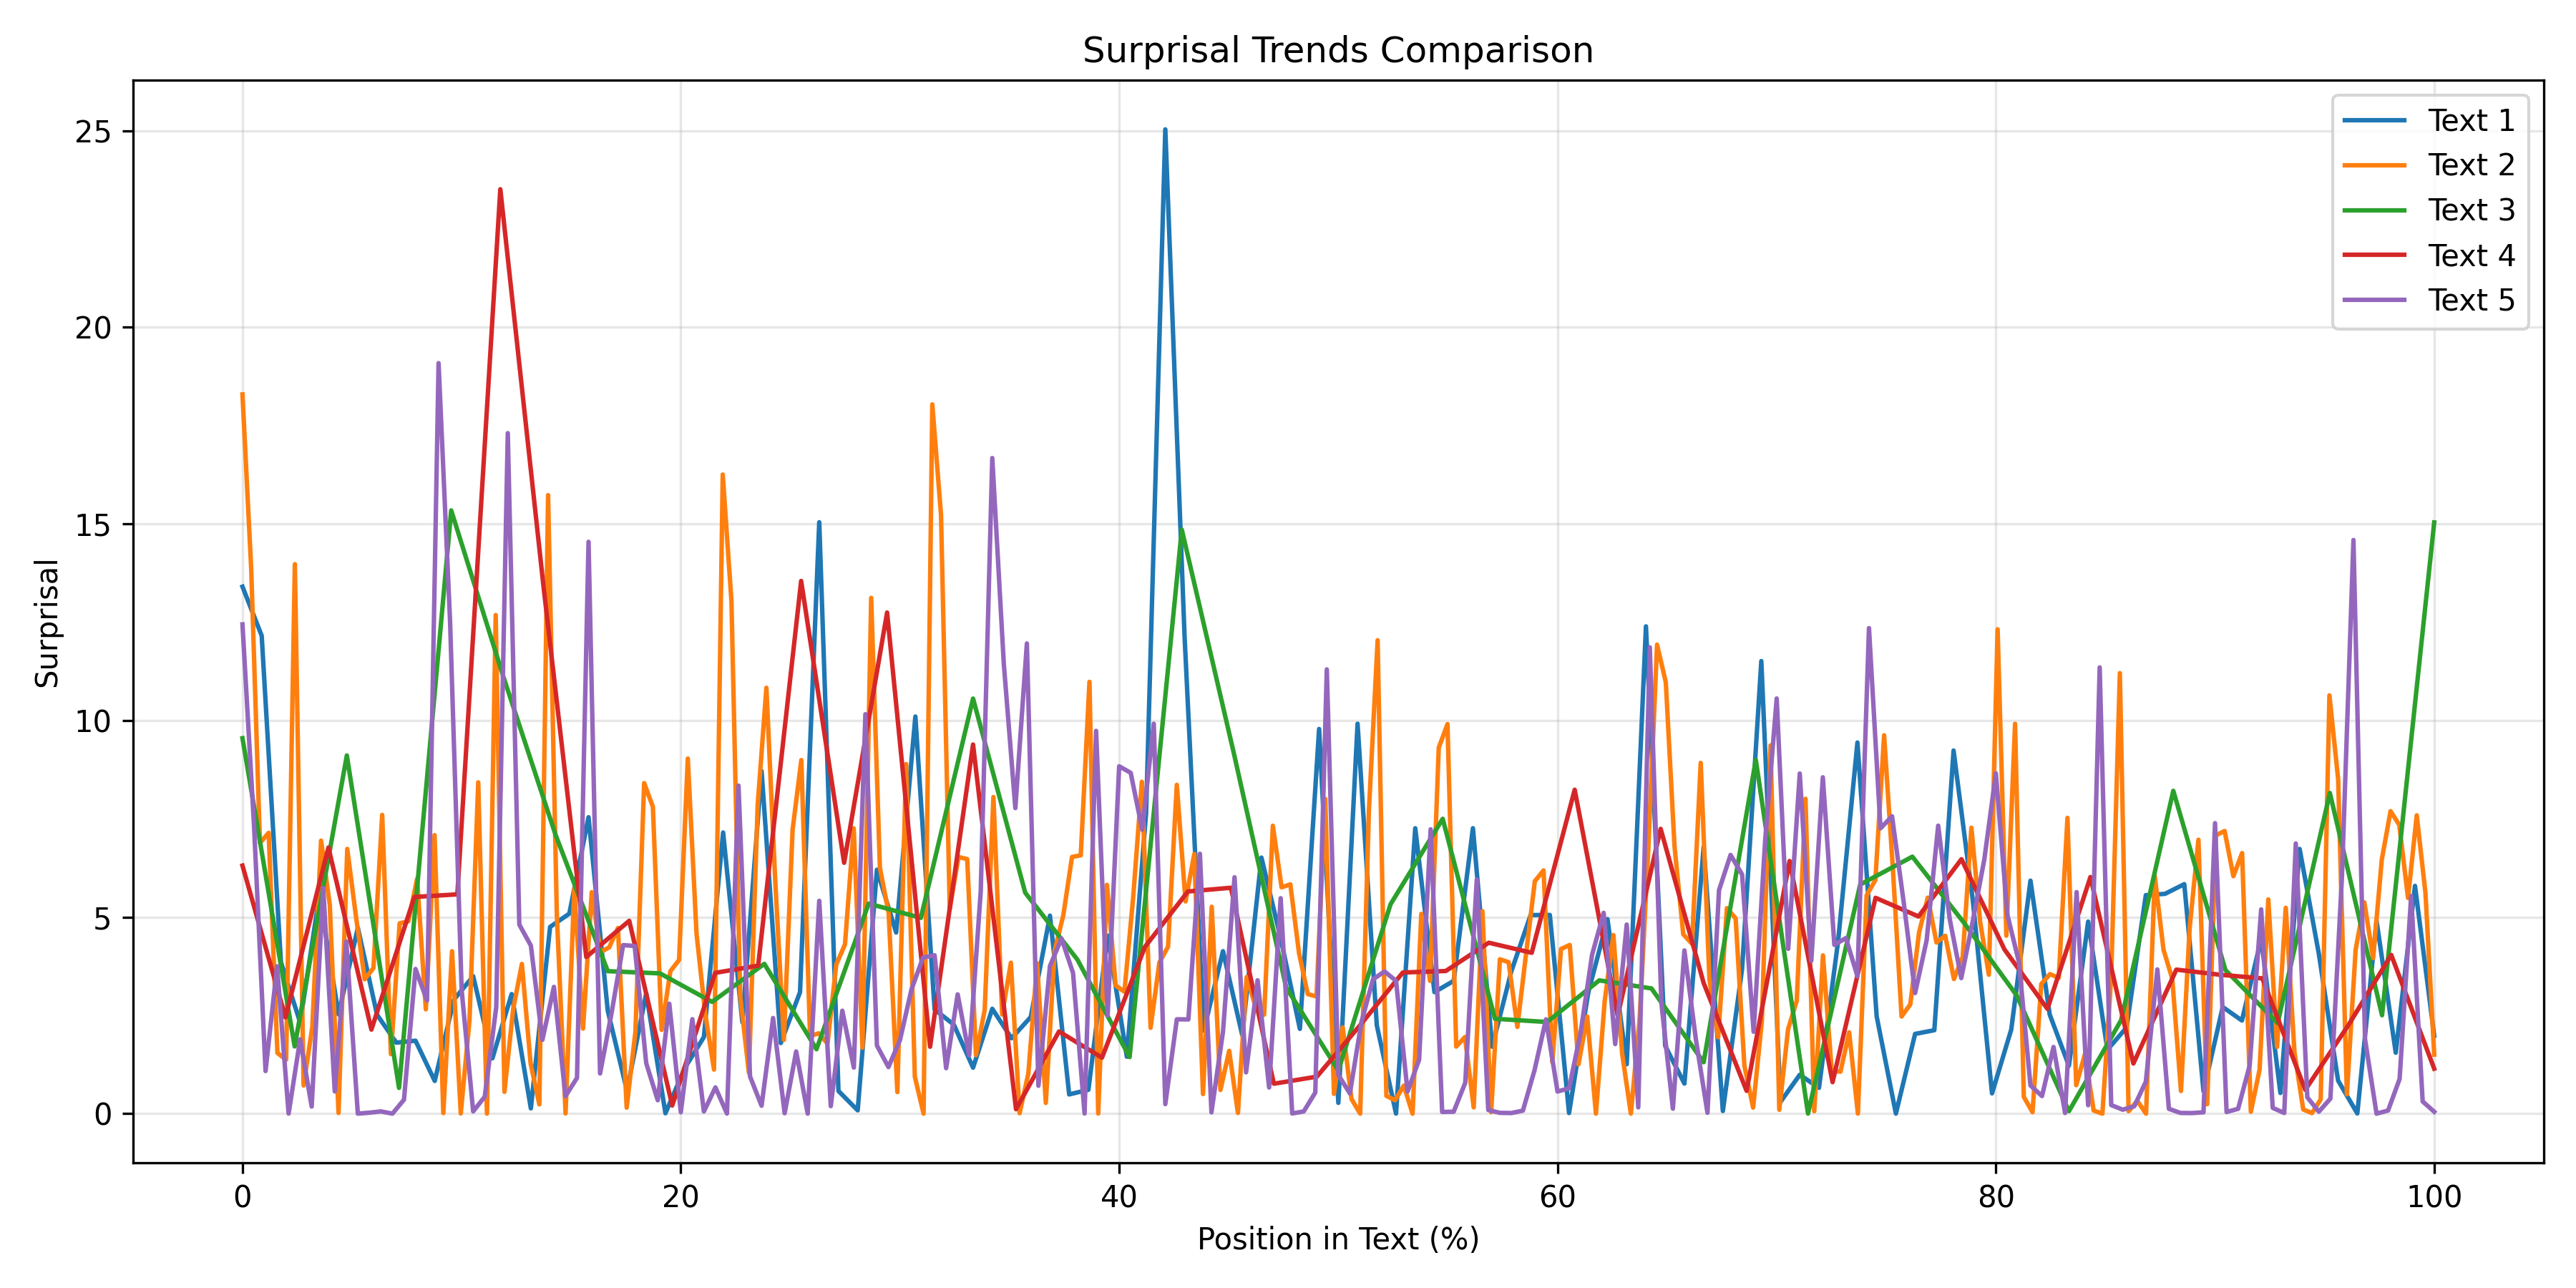 Surprisal Trends Comparison
25
20
15
10
5
0
Surprisal
0 20 40 60 80 100
Position in Text (%)
Text 1
Text 2
Text 3
Text 4
Text 5